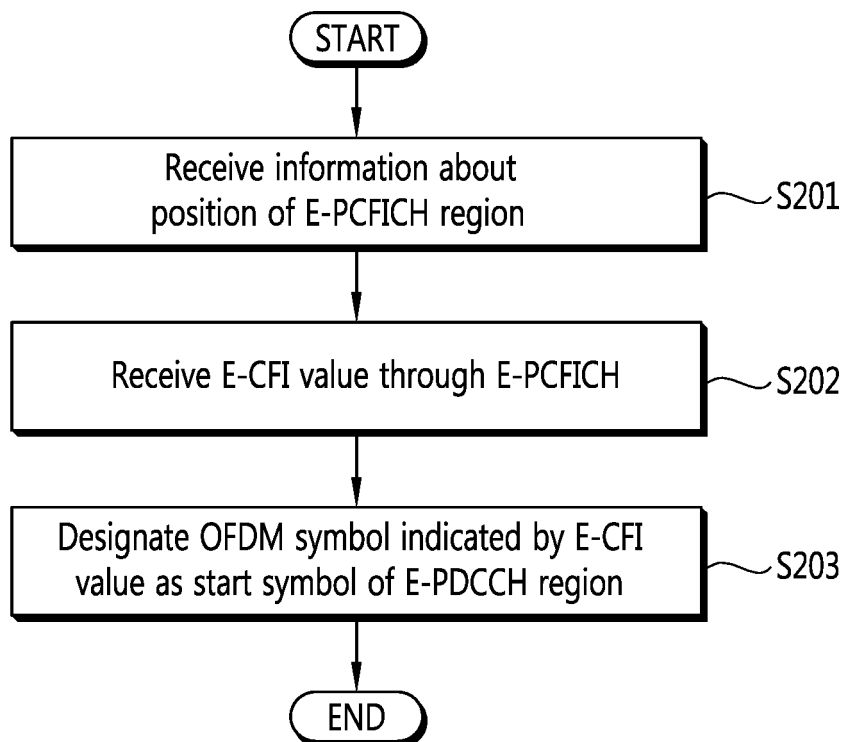 START
Receive information about
position of E-PCFICH region
S201
Receive E-CFI value through E-PCFICH
S202
Designate OFDM symbol indicated by E-CFI
value as start symbol of E-PDCCH region
S203
END